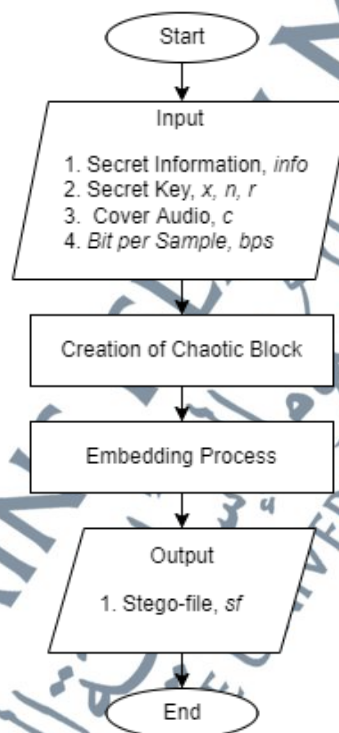 Start
Input
1. Secret Information, info
2. Secret Key, x, n, r
3. Cover Audio, c
4. Bit per Sample, bps
Creation of Chaotic Block
Embedding Process
Output
1. Stego-file, sf
End